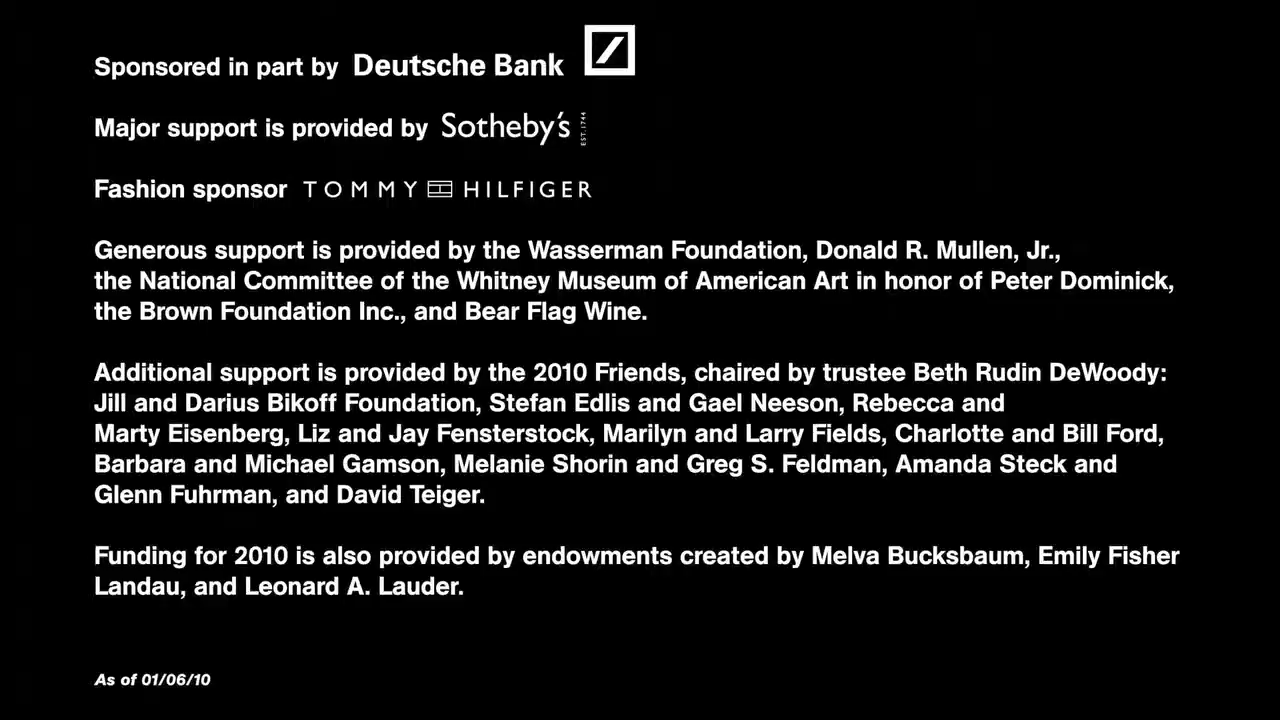 Sponsored in part by Deutsche Bank
Major support is provided by Sotheby's EST.1744
Fashion sponsor TOMMY HILFIGER
Generous support is provided by the Wasserman Foundation, Donald R. Mullen, Jr.,
the National Committee of the Whitney Museum of American Art in honor of Peter Dominick,
the Brown Foundation Inc., and Bear Flag Wine.
Additional support is provided by the 2010 Friends, chaired by trustee Beth Rudin DeWoody:
Jill and Darius Bikoff Foundation, Stefan Edlis and Gael Neeson, Rebecca and
Marty Eisenberg, Liz and Jay Fensterstock, Marilyn and Larry Fields, Charlotte and Bill Ford,
Barbara and Michael Gamson, Melanie Shorin and Greg S. Feldman, Amanda Steck and
Glenn Fuhrman, and David Teiger.
Funding for 2010 is also provided by endowments created by Melva Bucksbaum, Emily Fisher
Landau, and Leonard A. Lauder.
As of 01/06/10